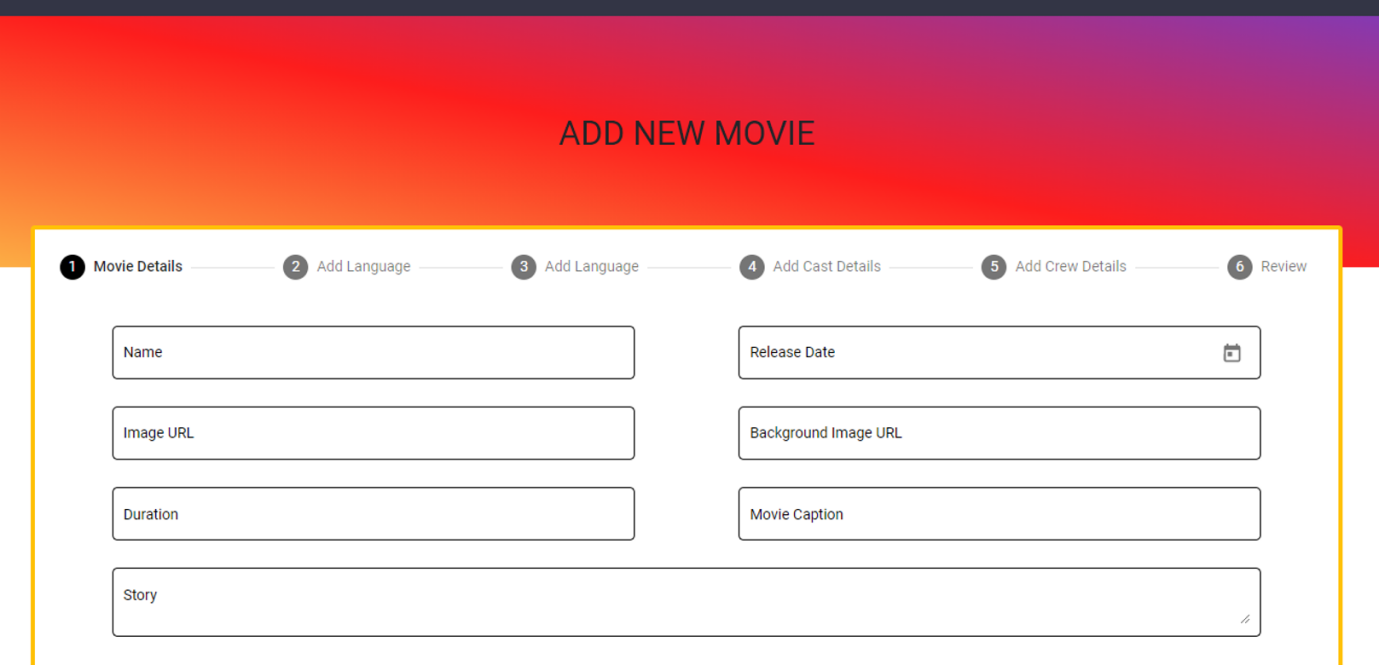 ADD NEW MOVIE
1 Movie Details 2 Add Language 3 Add Language 4 Add Cast Details 5 Add Crew Details 6 Review
Name Release Date
Image URL Background Image URL
Duration Movie Caption
Story